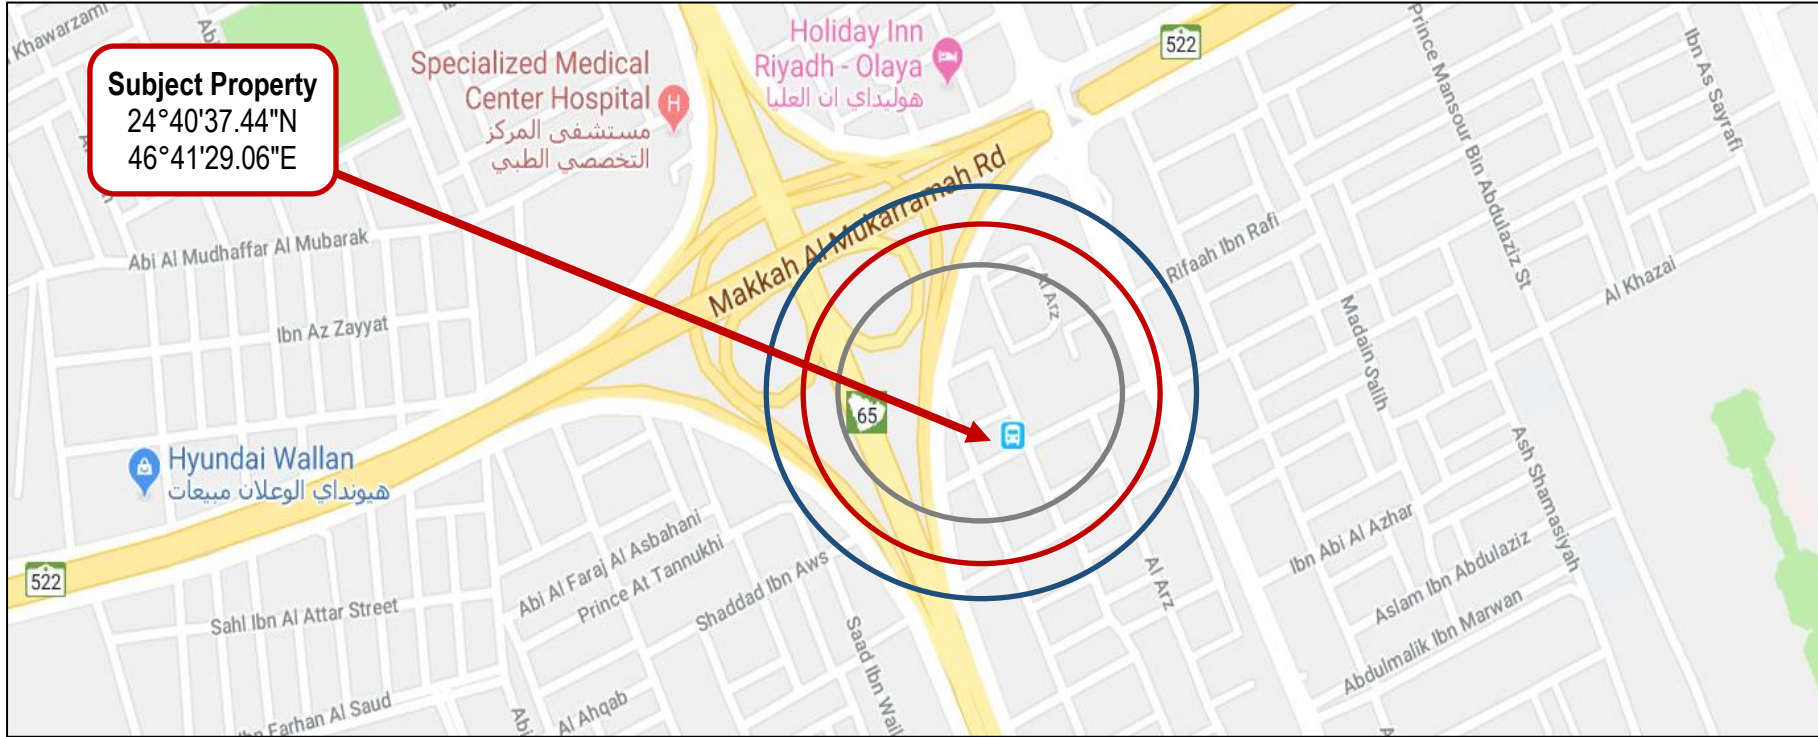 Khawarzami
Subject Property
24°40'37.44"N
46°41'29.06"E
Specialized Medical
Center Hospital
مستشفى المركز
التخصصي الطبي
H
Holiday Inn
Riyadh - Olaya
هوليداي ان العليا
522
Prince Mansour Bin Abdulaziz St
Ibn As Sayrafi
Makkah Al Mukarramah Rd
Abi Al Mudhaffar Al Mubarak
Rifaah Ibn Rafi
Al Khazai
Al Arz
Ibn Az Zayyat
Madain Salih
65
Hyundai Wallan
هيونداي الوعلان مبيعات
Ash Shamasiyah
522
Abi Al Faraj Al Asbahani
Prince At Tannukhi
Shaddad Ibn Aws
Ibn Abi Al Azhar
Aslam Ibn Abdulaziz
Al Arz
Sahl Ibn Al Attar Street
Saad Ibn
Abdulmalik Ibn Marwan
Farhan Al Saud
Abi
Al Ahqab